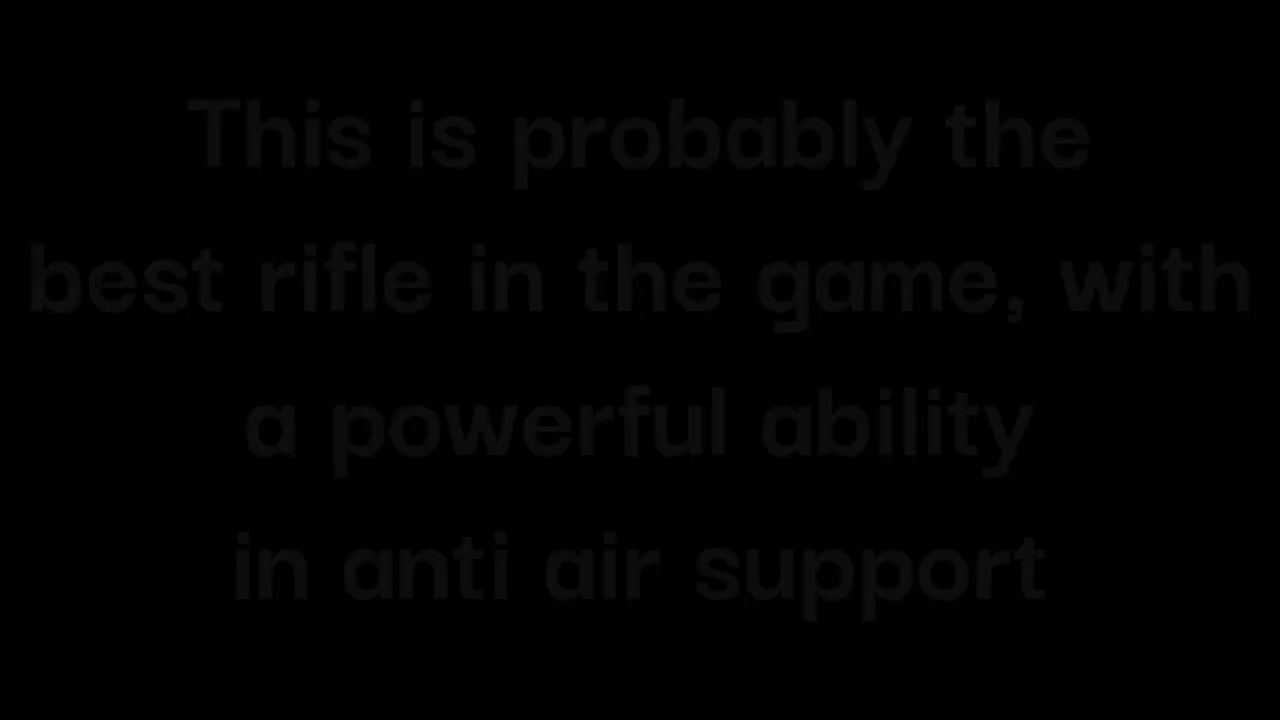 This is probably the
best rifle in the game, with
a powerful ability
in anti air support